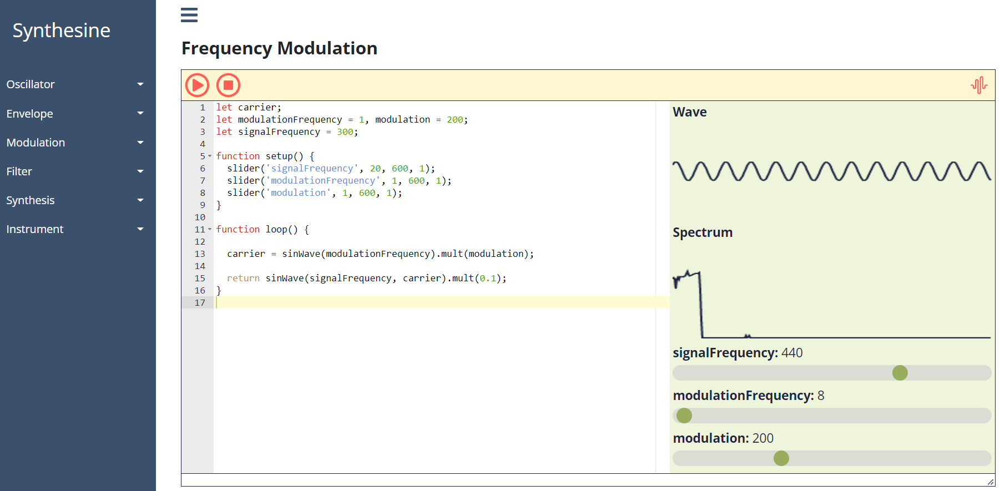 Synthesine
Oscillator
Envelope
Modulation
Filter
Synthesis
Instrument
Frequency Modulation
1 let carrier;
2 let modulationFrequency = 1, modulation = 200;
3 let signalFrequency = 300;
4
5 function setup() {
6 slider('signalFrequency', 20, 600, 1);
7 slider('modulationFrequency', 1, 600, 1);
8 slider('modulation', 1, 600, 1);
9 }
10
11 function loop() {
12
13 carrier = sinWave(modulationFrequency).mult(modulation);
14
15 return sinWave(signalFrequency, carrier).mult(0.1);
16 }
17
Wave
Spectrum
signalFrequency: 440
modulationFrequency: 8
modulation: 200